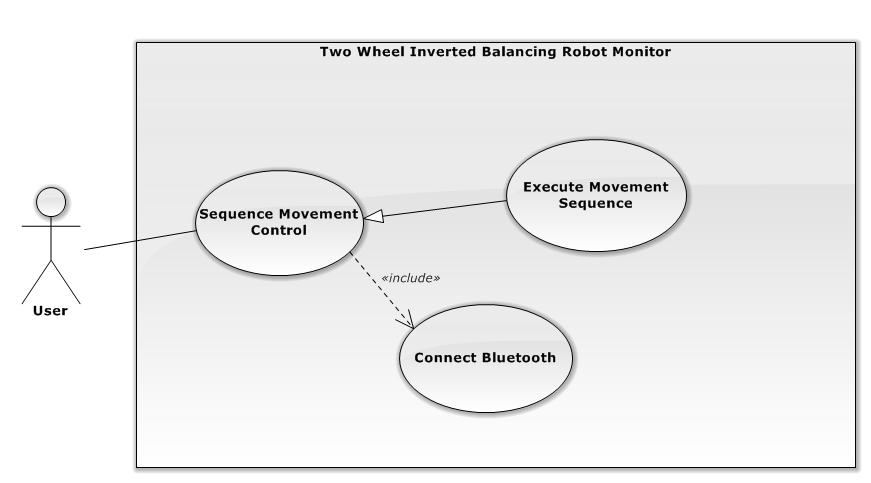 Two Wheel Inverted Balancing Robot Monitor
Execute Movement
Sequence
Sequence Movement
Control
«include»
User
Connect Bluetooth